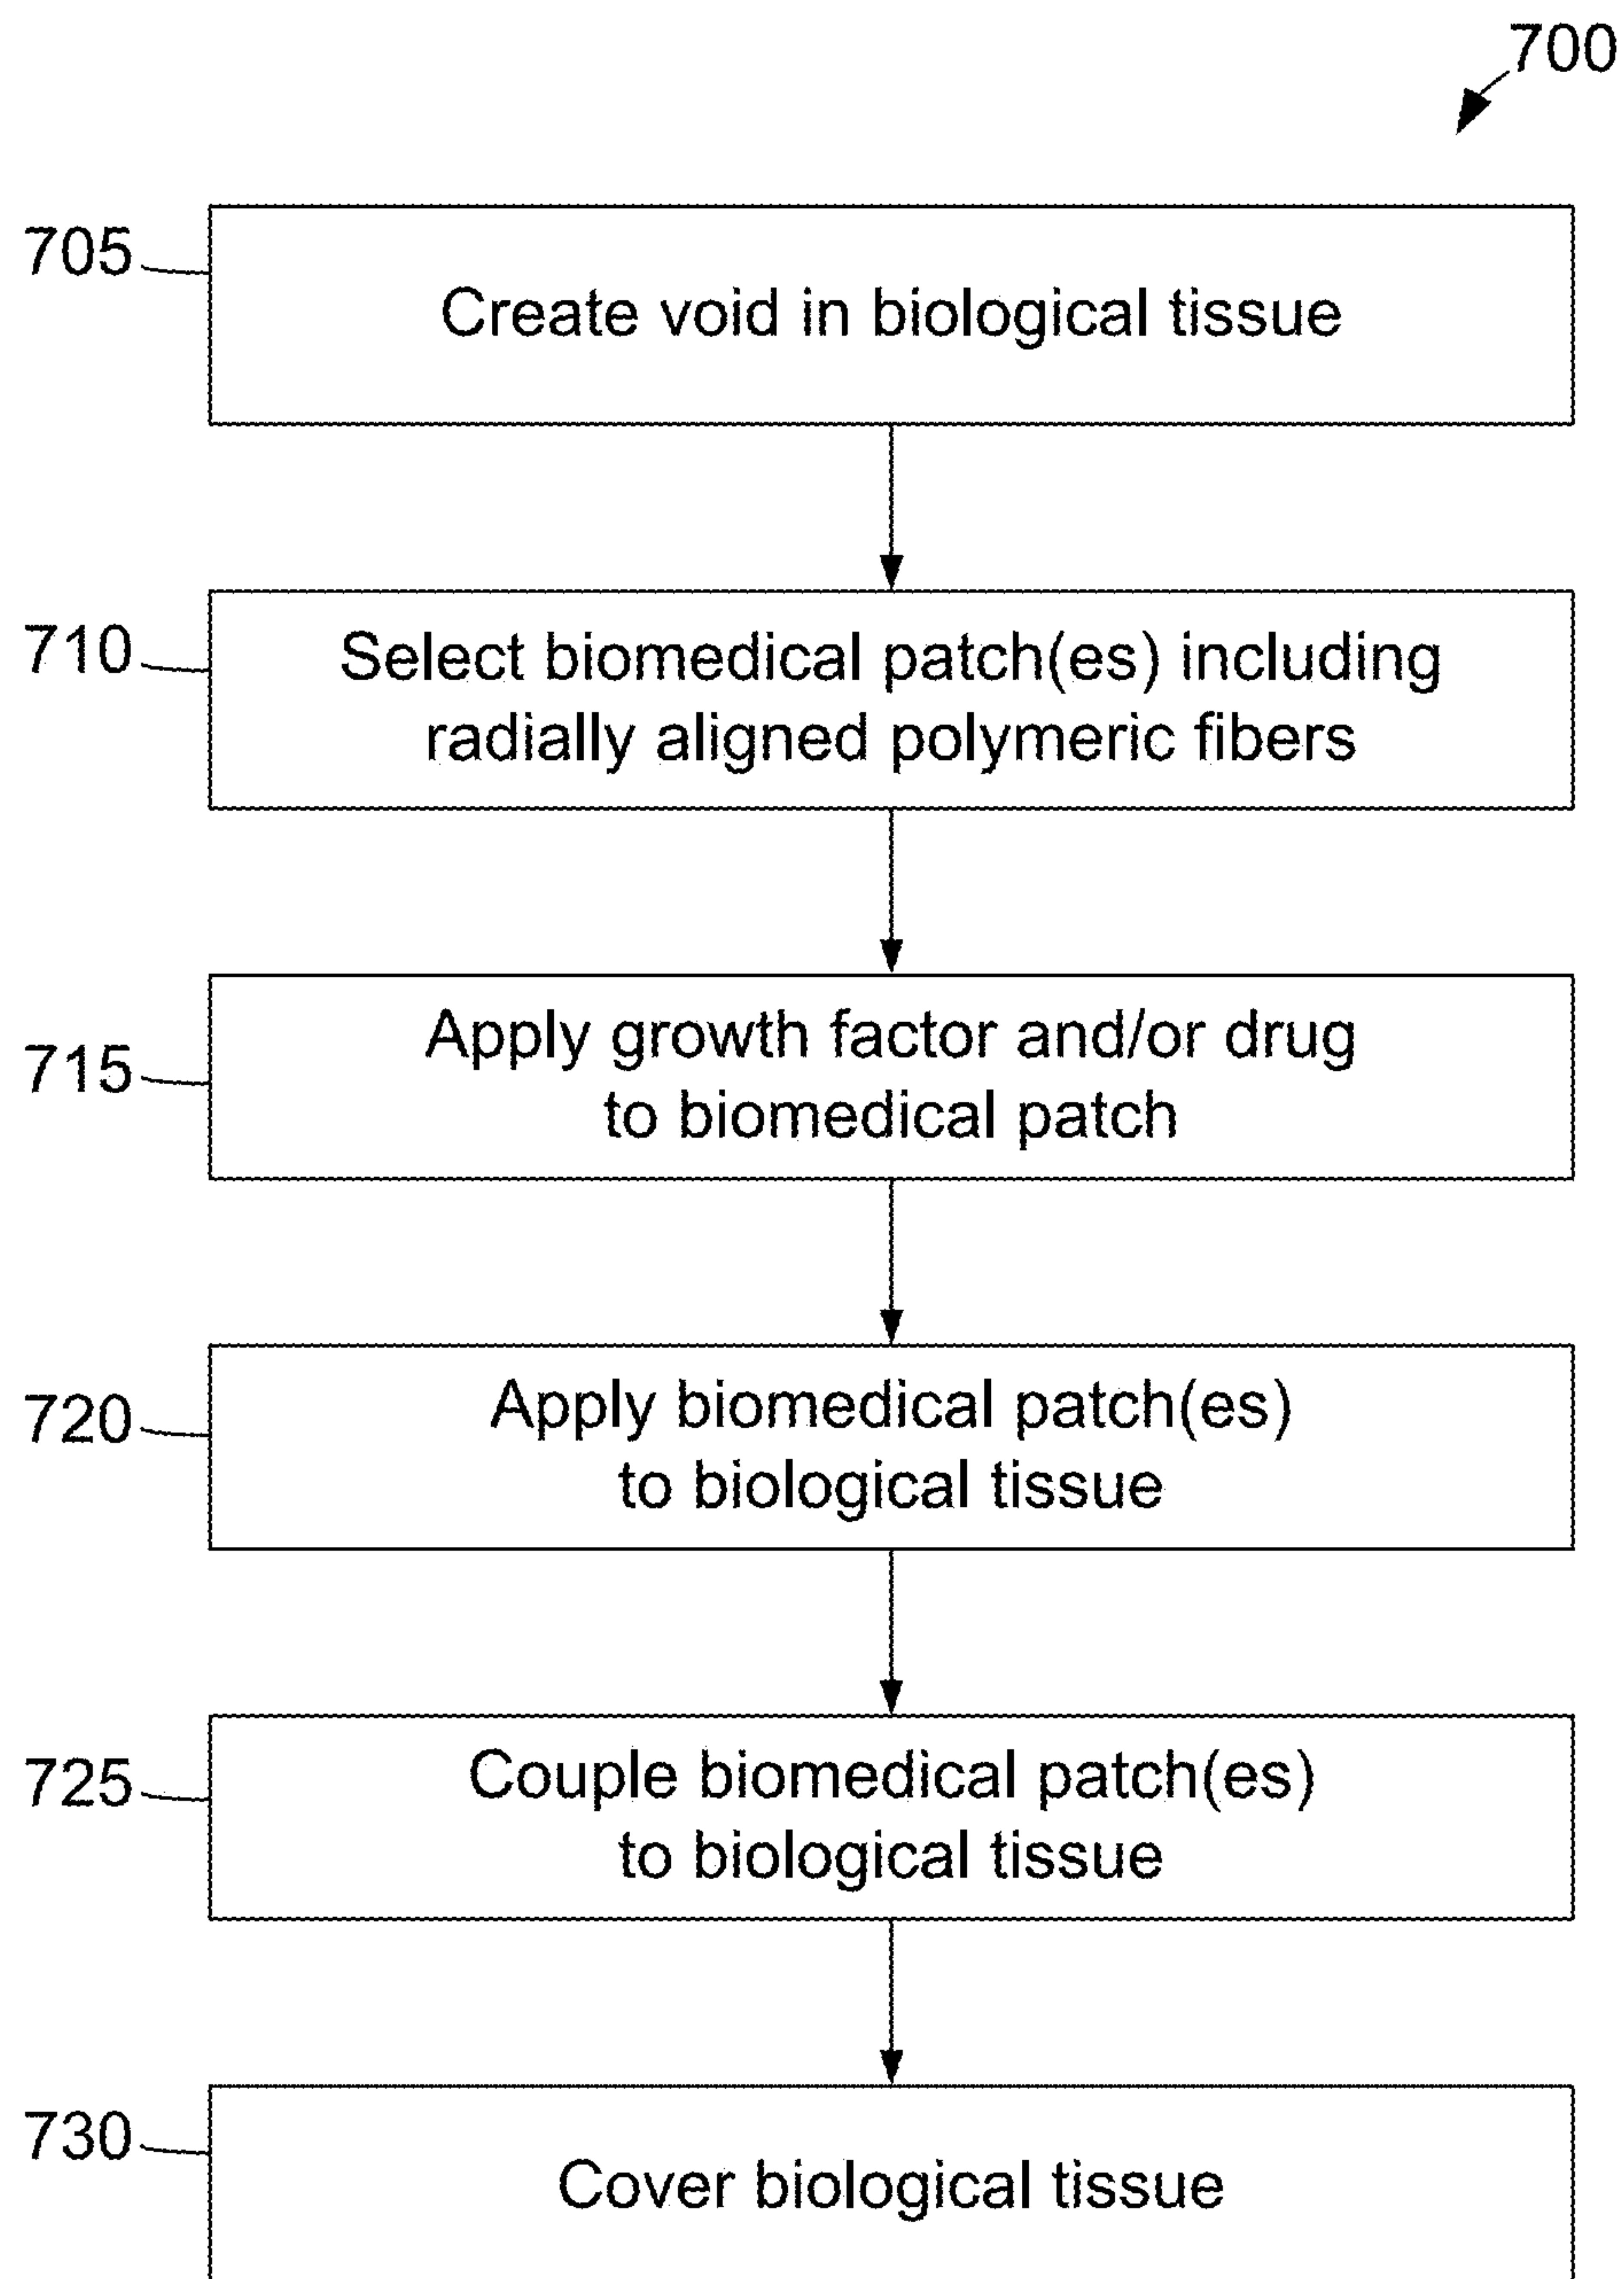 700
705
Create void in biological tissue
710
Select biomedical patch(es) including
radially aligned polymeric fibers
715
Apply growth factor and/or drug
to biomedical patch
720
Apply biomedical patch(es)
to biological tissue
725
Couple biomedical patch(es)
to biological tissue
730
Cover biological tissue